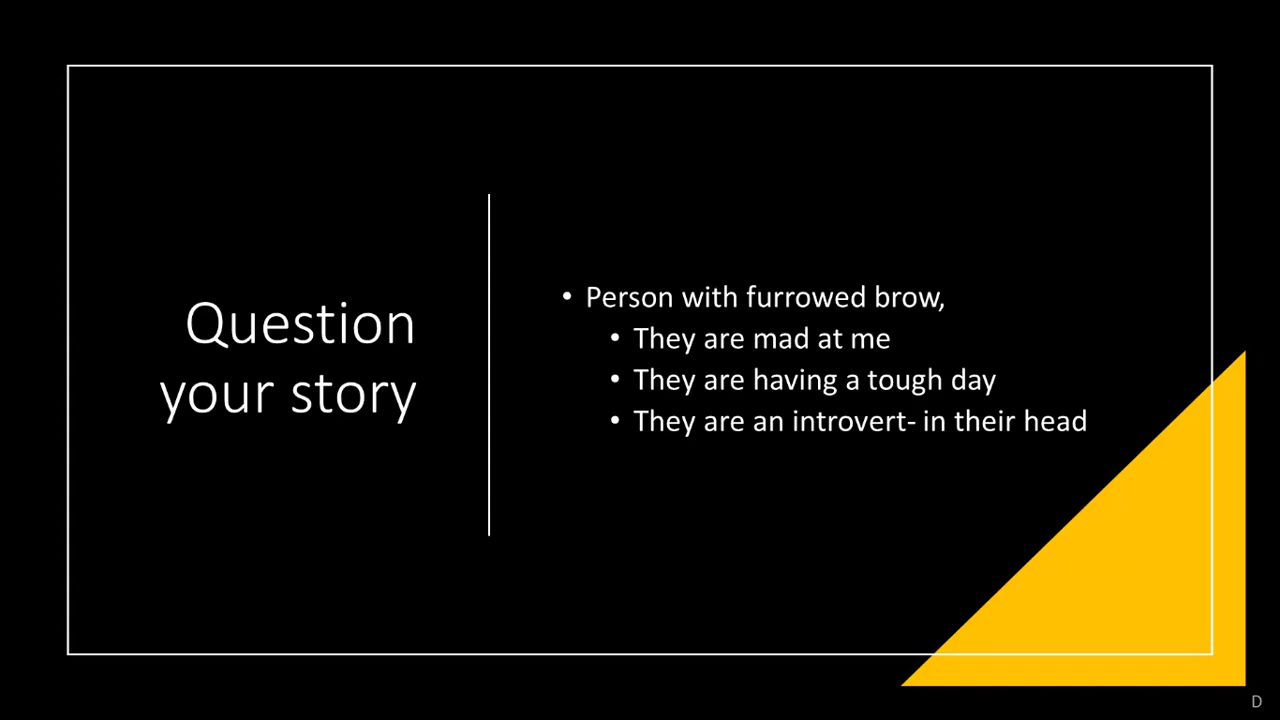 Question
your story
• Person with furrowed brow,
• They are mad at me
• They are having a tough day
• They are an introvert- in their head
D